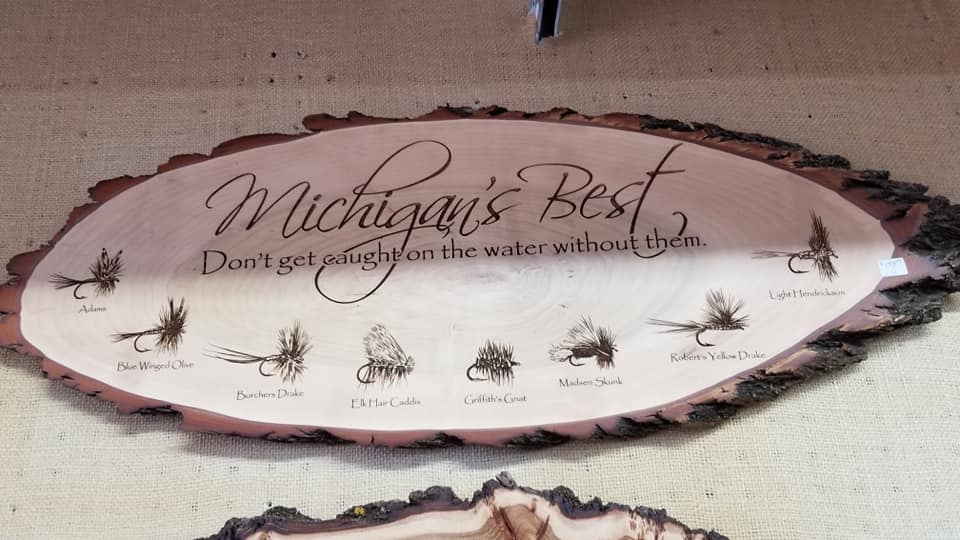 Michigan's Best
Don't get caught on the water without them.
Adams
Blue Winged Olive
Borchers Drake
Elk Hair Caddis
Griffith's Gnat
Madsen Skunk
Robert's Yellow Drake
Light Hendrickson